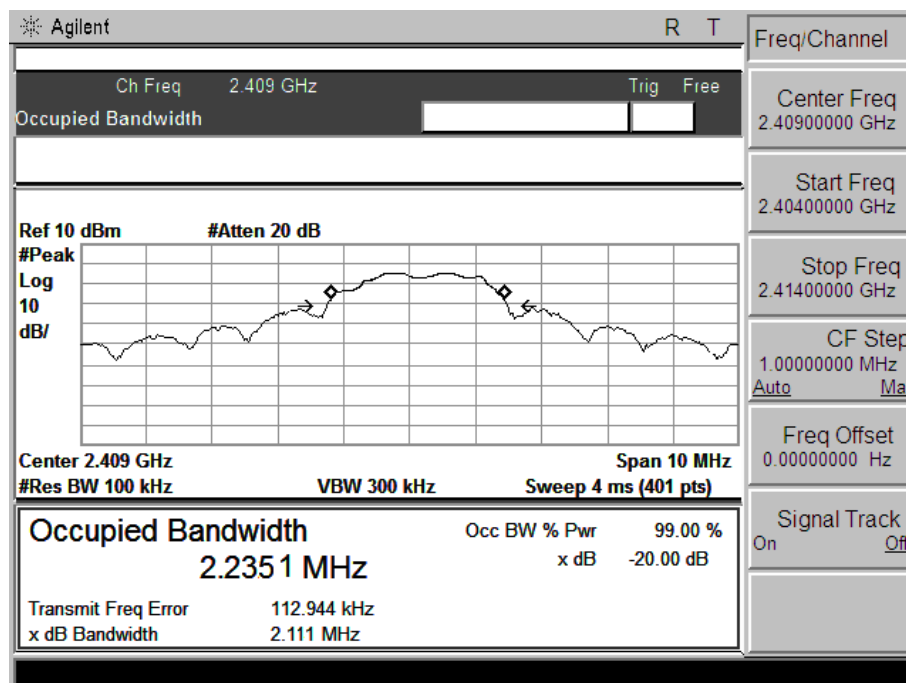 Agilent R T
Freq/Channel
Ch Freq 2.409 GHz Trig Free
Occupied Bandwidth
Center Freq
2.40900000 GHz
Start Freq
2.40400000 GHz
Stop Freq
2.41400000 GHz
CF Step
1.00000000 MHz
Auto Ma
Freq Offset
0.00000000 Hz
Signal Track
On Off
Ref 10 dBm #Atten 20 dB
#Peak
Log
10
dB/
Center 2.409 GHz Span 10 MHz
#Res BW 100 kHz VBW 300 kHz Sweep 4 ms (401 pts)
Occupied Bandwidth Occ BW % Pwr 99.00 %
2.2351 MHz x dB -20.00 dB
Transmit Freq Error 112.944 kHz
x dB Bandwidth 2.111 MHz